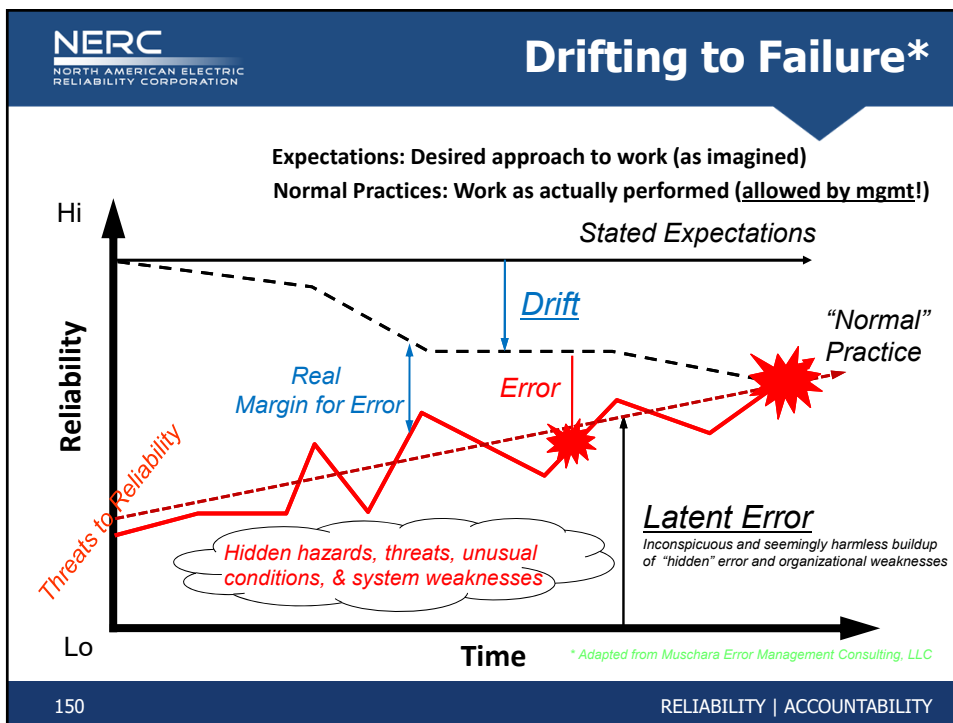 NERC
NORTH AMERICAN ELECTRIC
RELIABILITY CORPORATION
Drifting to Failure*
Expectations: Desired approach to work (as imagined)
Normal Practices: Work as actually performed (allowed by mgmt!)
Hi
Stated Expectations
Drift
“Normal”
Practice
Real
Margin for Error
Error
Reliability
Threats to Reliability
Latent Error
Inconspicuous and seemingly harmless buildup
of “hidden” error and organizational weaknesses
Hidden hazards, threats, unusual
conditions, & system weaknesses
Lo
Time
* Adapted from Muschara Error Management Consulting, LLC
150
RELIABILITY | ACCOUNTABILITY